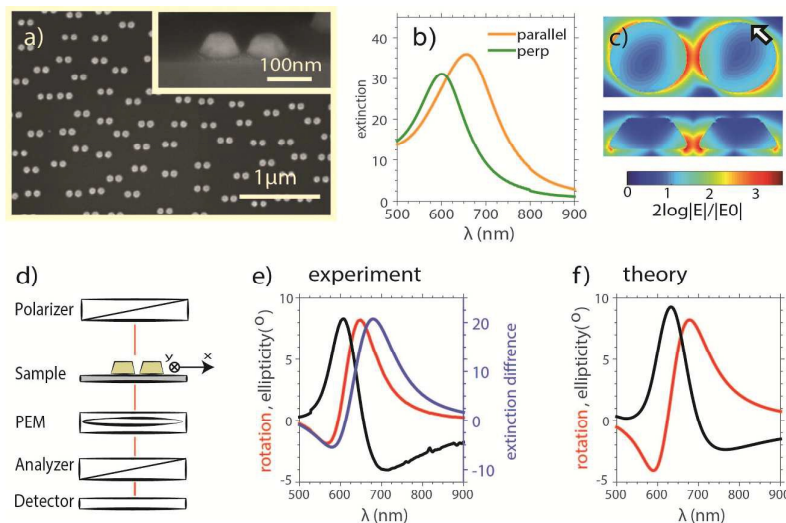 a)
100nm
1µm
b)
parallel
perp
extinction
40
30
20
10
0
500 600 700 800 900
λ (nm)
c)
0 1 2 3
2log|E|/|E0|
d)
Polarizer
Sample
y x
PEM
Analyzer
Detector
e) experiment
rotation, ellipticity(°)
10
5
0
-5
500 600 700 800 900
λ (nm)
20
10
0
-10
extinction diffrence
f) theory
rotation, ellipticity(°)
10
5
0
-5
500 600 700 800 900
λ (nm)